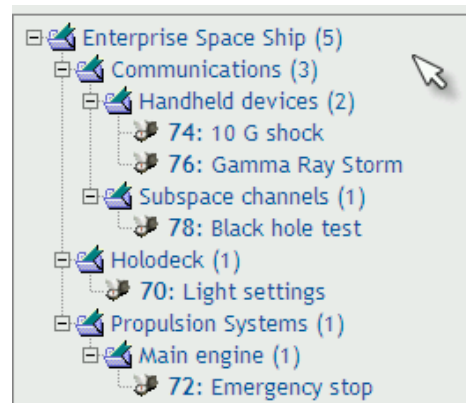 Enterprise Space Ship (5)
Communications (3)
Handheld devices (2)
74: 10 G shock
76: Gamma Ray Storm
Subspace channels (1)
78: Black hole test
Holodeck (1)
70: Light settings
Propulsion Systems (1)
Main engine (1)
72: Emergency stop